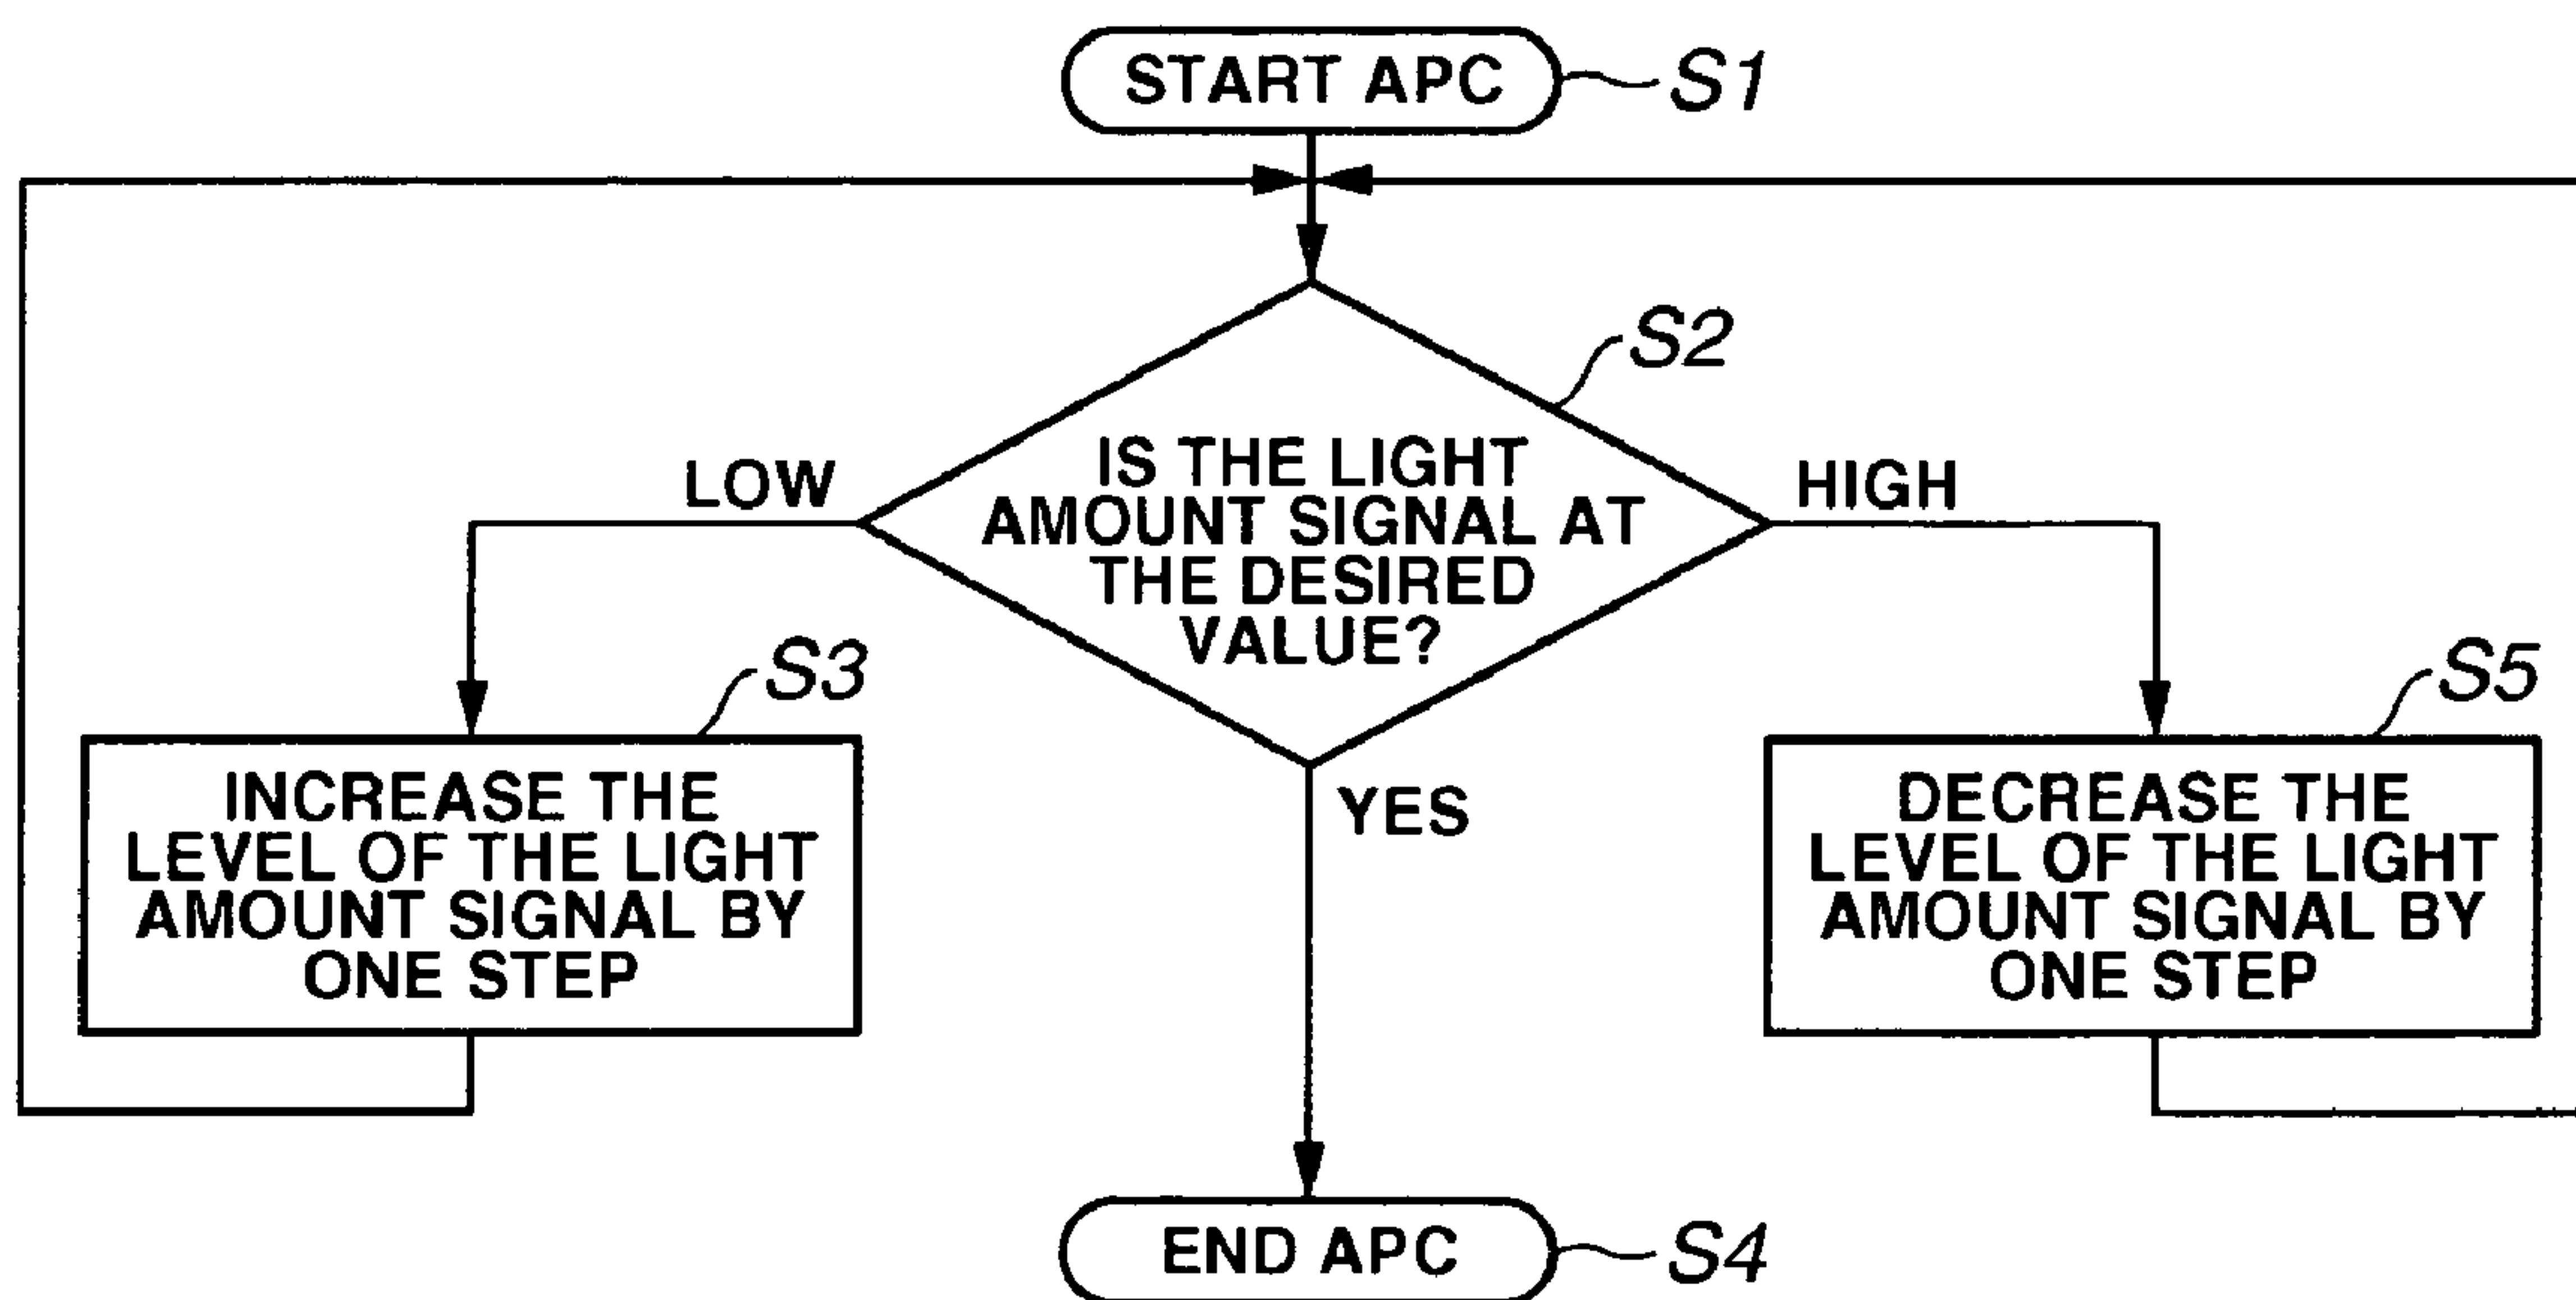 START APC
S1
S2
IS THE LIGHT
AMOUNT SIGNAL AT
THE DESIRED
VALUE?
LOW
HIGH
YES
S3
INCREASE THE
LEVEL OF THE LIGHT
AMOUNT SIGNAL BY
ONE STEP
S5
DECREASE THE
LEVEL OF THE LIGHT
AMOUNT SIGNAL BY
ONE STEP
END APC
S4